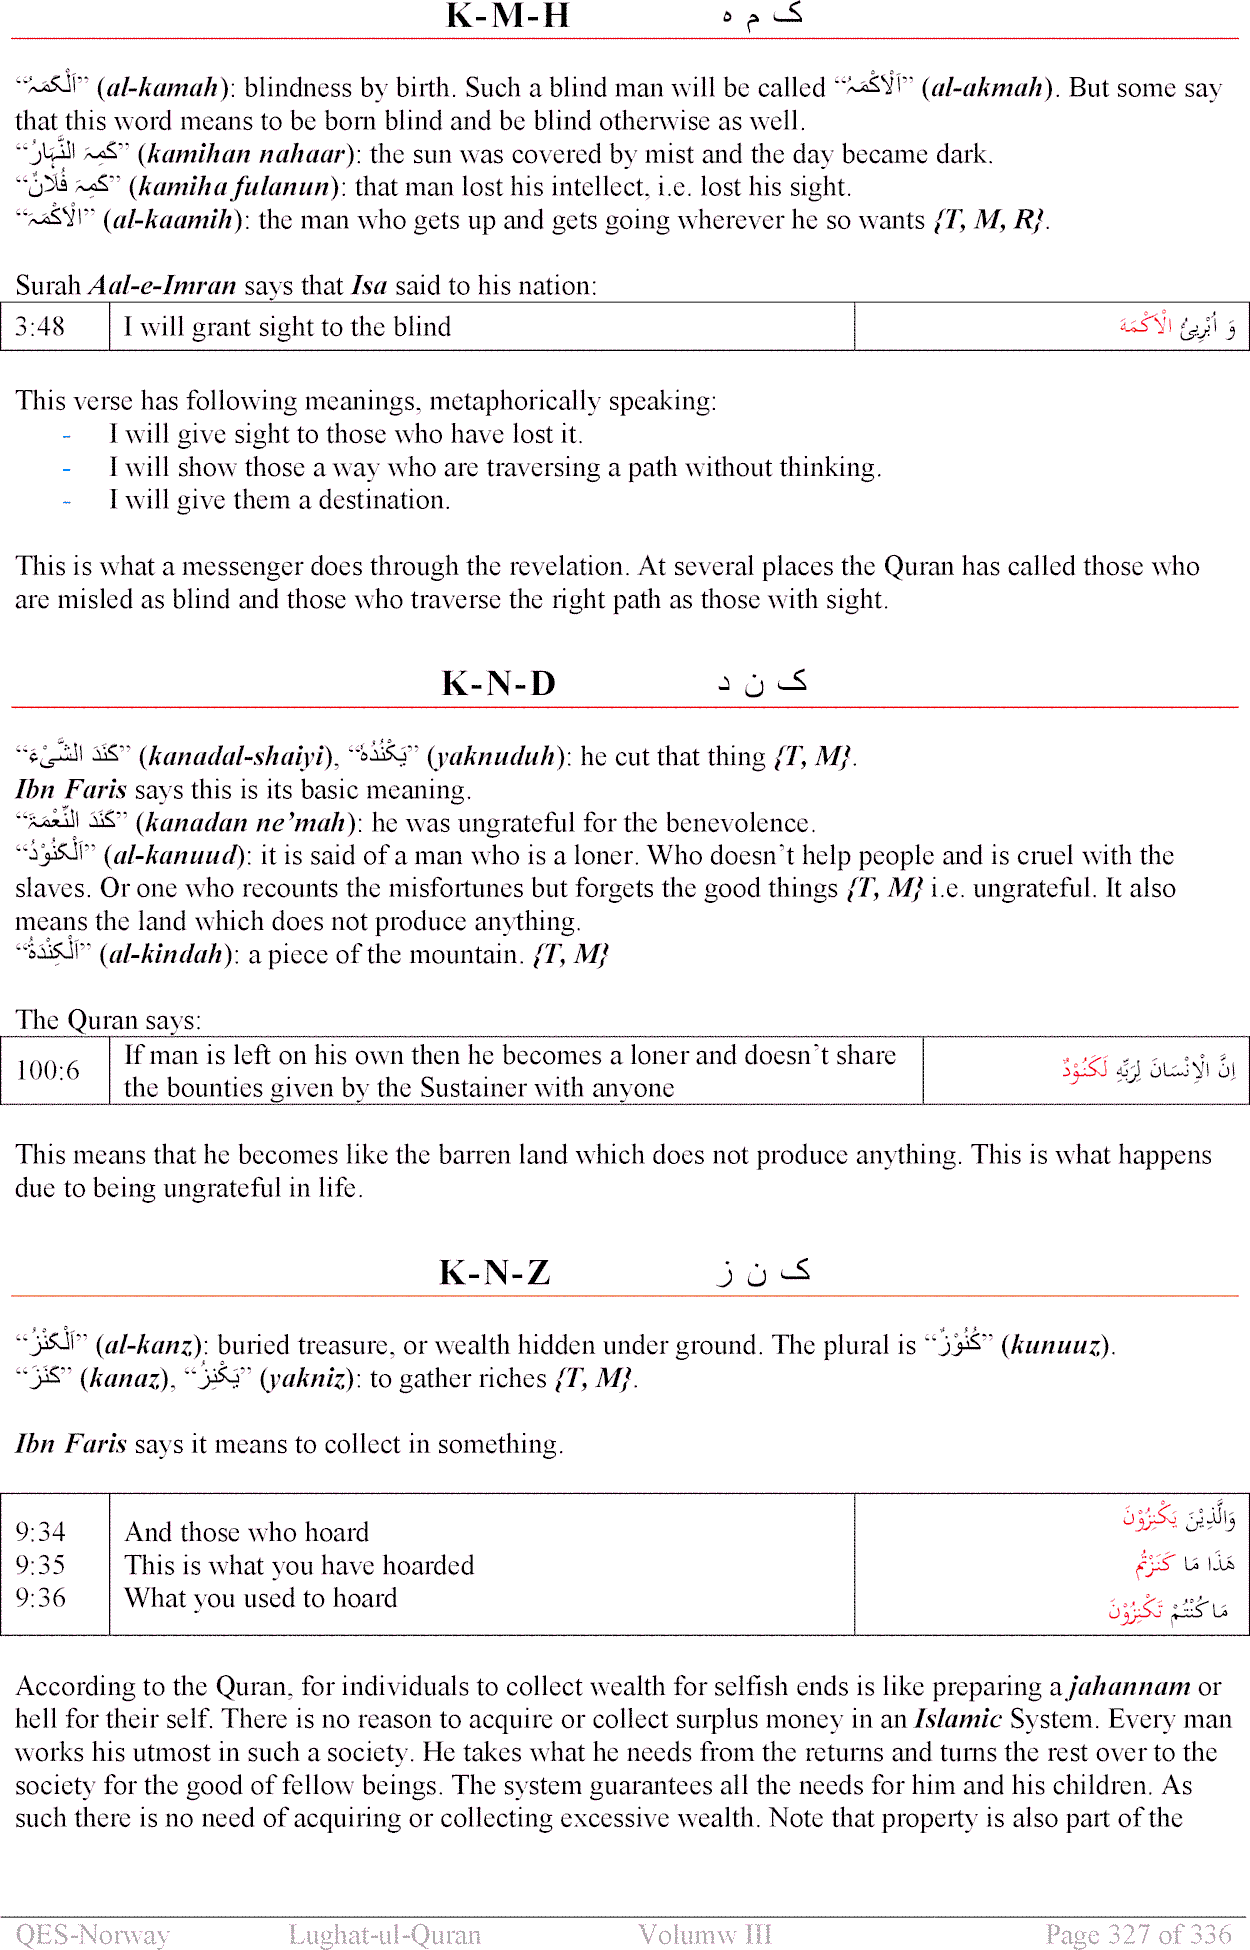 K-M-H ک م ہ
“اَلْکَمَہُ” (al-kamah): blindness by birth. Such a blind man will be called “اَلْاَکْمَہُ” (al-akmah). But some say
that this word means to be born blind and be blind otherwise as well.
“کَمِہَ النَّہَارُ” (kamihan nahaar): the sun was covered by mist and the day became dark.
“کَمِہَ فُلَانٌ” (kamiha fulanun): that man lost his intellect, i.e. lost his sight.
“الْاَکْمَہَ” (al-kaamih): the man who gets up and gets going wherever he so wants {T, M, R}.
Surah Aal-e-Imran says that Isa said to his nation:
3:48 I will grant sight to the blind وَ اُبْرِیُٔ الْاَکْمَہَ
This verse has following meanings, metaphorically speaking:
- I will give sight to those who have lost it.
- I will show those a way who are traversing a path without thinking.
- I will give them a destination.
This is what a messenger does through the revelation. At several places the Quran has called those who
are misled as blind and those who traverse the right path as those with sight.
K-N-D ک ن د
“کَنَدَ الشَّیْءَ” (kanadal-shaiyi), “یَکْنُدُہٗ” (yaknuduh): he cut that thing {T, M}.
Ibn Faris says this is its basic meaning.
“کَنَدَ النِّعْمَۃَ” (kanadan ne’mah): he was ungrateful for the benevolence.
“اَلْکَنُوْدُ” (al-kanuud): it is said of a man who is a loner. Who doesn’t help people and is cruel with the
slaves. Or one who recounts the misfortunes but forgets the good things {T, M} i.e. ungrateful. It also
means the land which does not produce anything.
“اَلْکِنْدَۃُ” (al-kindah): a piece of the mountain. {T, M}
The Quran says:
100:6 If man is left on his own then he becomes a loner and doesn’t share
the bounties given by the Sustainer with anyone اِنَّ الْاِنْسَانَ لِرَبِّہٖ لَکَنُوْدٌ
This means that he becomes like the barren land which does not produce anything. This is what happens
due to being ungrateful in life.
K-N-Z ک ن ز
“اَلْکَنْزُ” (al-kanz): buried treasure, or wealth hidden under ground. The plural is “کُنُوْزٌ” (kunuuz).
“کَنَزَ” (kanaz), “یَکْنِزُ” (yakniz): to gather riches {T, M}.
Ibn Faris says it means to collect in something.
9:34 And those who hoard وَالَّذِیْنَ یَکْنِزُوْنَ
9:35 This is what you have hoarded ہٰذَا مَا کَنَزْتُمْ
9:36 What you used to hoard مَا کُنْتُمْ تَکْنِزُوْنَ
According to the Quran, for individuals to collect wealth for selfish ends is like preparing a jahannam or
hell for their self. There is no reason to acquire or collect surplus money in an Islamic System. Every man
works his utmost in such a society. He takes what he needs from the returns and turns the rest over to the
society for the good of fellow beings. The system guarantees all the needs for him and his children. As
such there is no need of acquiring or collecting excessive wealth. Note that property is also part of the
QES-Norway Lughat-ul-Quran Volumw III Page 327 of 336